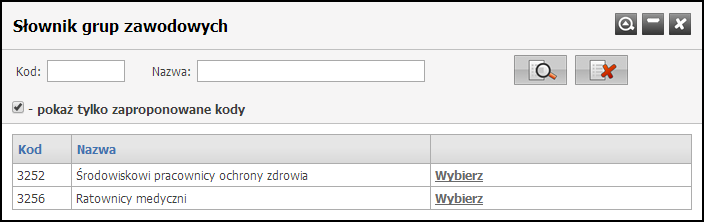 Słownik grup zawodowych
Kod: Nazwa:
- pokaż tylko zaproponowane kody
Kod Nazwa
3252 Środowiskowi pracownicy ochrony zdrowia Wybierz
3256 Ratownicy medyczni Wybierz